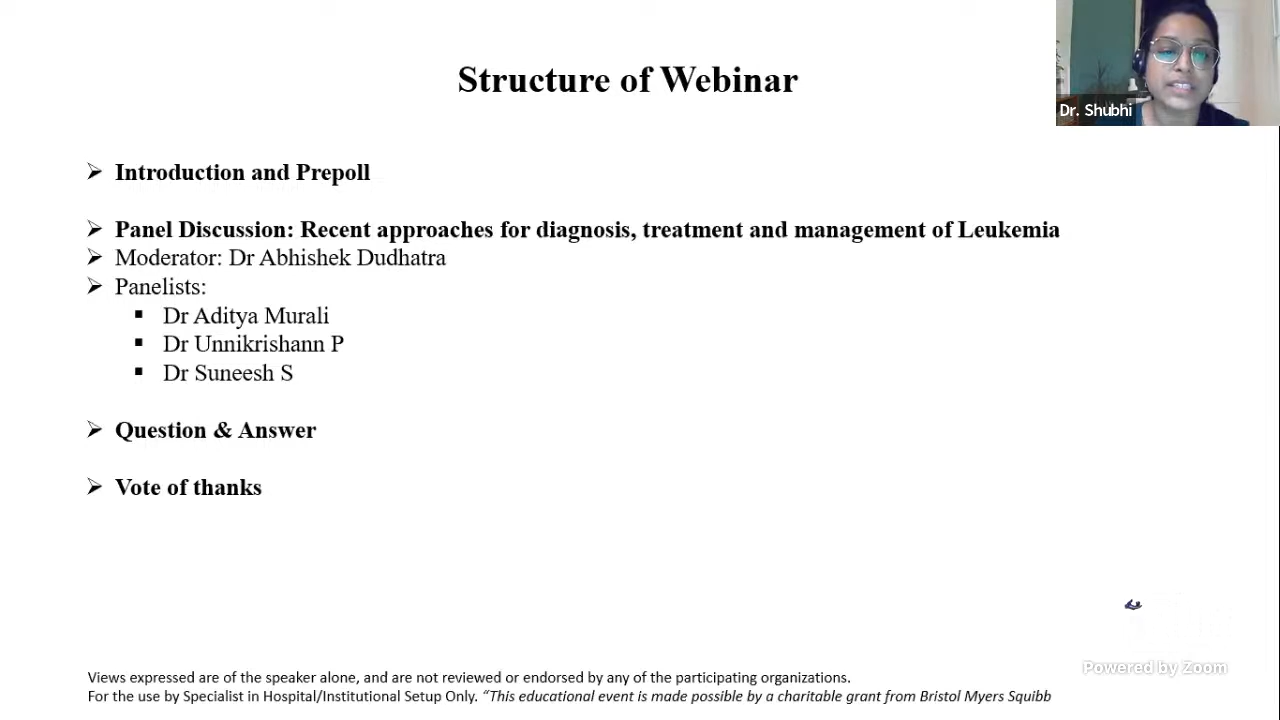 Structure of Webinar
Dr. Shubhi
➤ Introduction and Prepoll
➤ Panel Discussion: Recent approaches for diagnosis, treatment and management of Leukemia
➤ Moderator: Dr Abhishek Dudhatra
➤ Panelists:
▪ Dr Aditya Murali
▪ Dr Unnikrishann P
▪ Dr Suneesh S
➤ Question & Answer
➤ Vote of thanks
Powered by Zoom
Views expressed are of the speaker alone, and are not reviewed or endorsed by any of the participating organizations.
For the use by Specialist in Hospital/Institutional Setup Only. “This educational event is made possible by a charitable grant from Bristol Myers Squibb